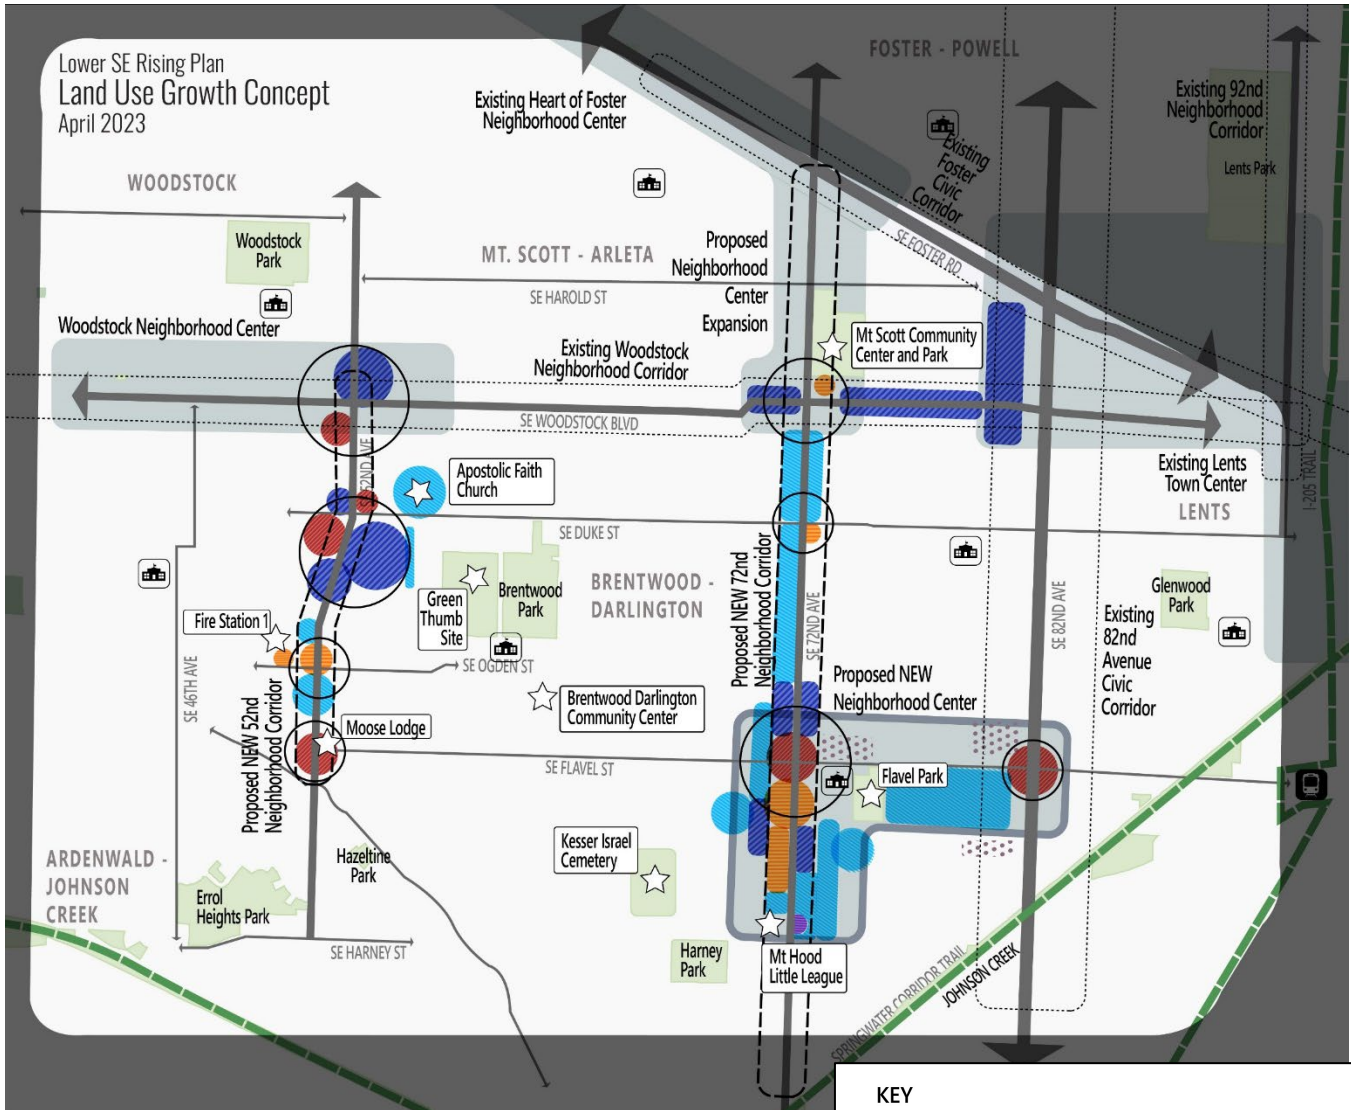 Lower SE Rising Plan
Land Use Growth Concept
April 2023
FOSTER - POWELL
Existing Heart of Foster
Neighborhood Center
Existing
Foster
Civic
Corridor
Existing 92nd
Neighborhood
Corridor
Lents Park
WOODSTOCK
Woodstock
Park
MT. SCOTT - ARLETA
Proposed
Neighborhood
Center
Expansion
SE FOSTER RD
SE HAROLD ST
Woodstock Neighborhood Center
Existing Woodstock
Neighborhood Corridor
Mt Scott Community
Center and Park
SE WOODSTOCK BLVD
SE 52ND AVE
Apostolic Faith
Church
Existing Lents
Town Center
LENTS
I-205 TRAIL
SE DUKE ST
Green
Thumb
Site
Brentwood
Park
BRENTWOOD -
DARLINGTON
Proposed NEW 72nd
Neighborhood Corridor
SE 72ND AVE
SE 82ND AVE
Glenwood
Park
Existing
82nd
Avenue
Civic
Corridor
Fire Station 1
SE OGDEN ST
SE 46TH AVE
Proposed NEW 52nd
Neighborhood Corridor
Brentwood Darlington
Community Center
Proposed NEW
Neighborhood Center
Moose Lodge
SE FLAVEL ST
Flavel Park
Kesser Israel
Cemetery
ARDENWALD -
JOHNSON
CREEK
Hazeltine
Park
Errol
Heights Park
SE HARNEY ST
Harney
Park
Mt Hood
Little League
SPRINGWATER CORRIDOR TRAIL
JOHNSON CREEK
KEY